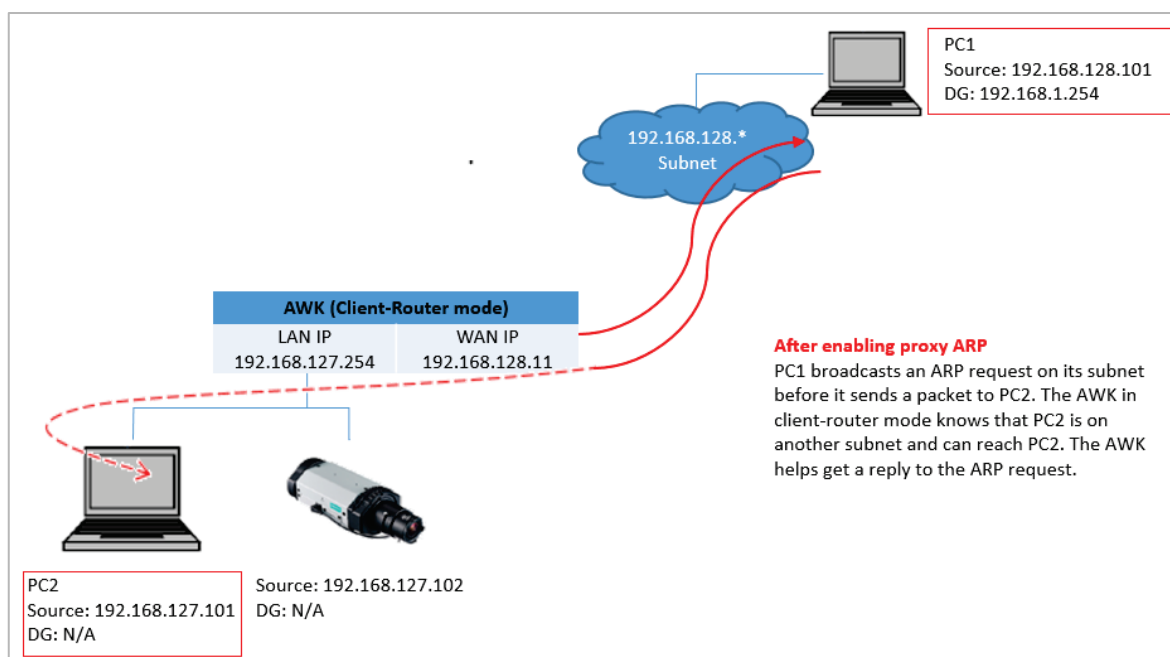 PC1
Source: 192.168.128.101
DG: 192.168.1.254
192.168.128.*
Subnet
AWK (Client-Router mode)
LAN IP
192.168.127.254
WAN IP
192.168.128.11
After enabling proxy ARP
PC1 broadcasts an ARP request on its subnet
before it sends a packet to PC2. The AWK in
client-router mode knows that PC2 is on
another subnet and can reach PC2. The AWK
helps get a reply to the ARP request.
PC2
Source: 192.168.127.101
DG: N/A
Source: 192.168.127.102
DG: N/A